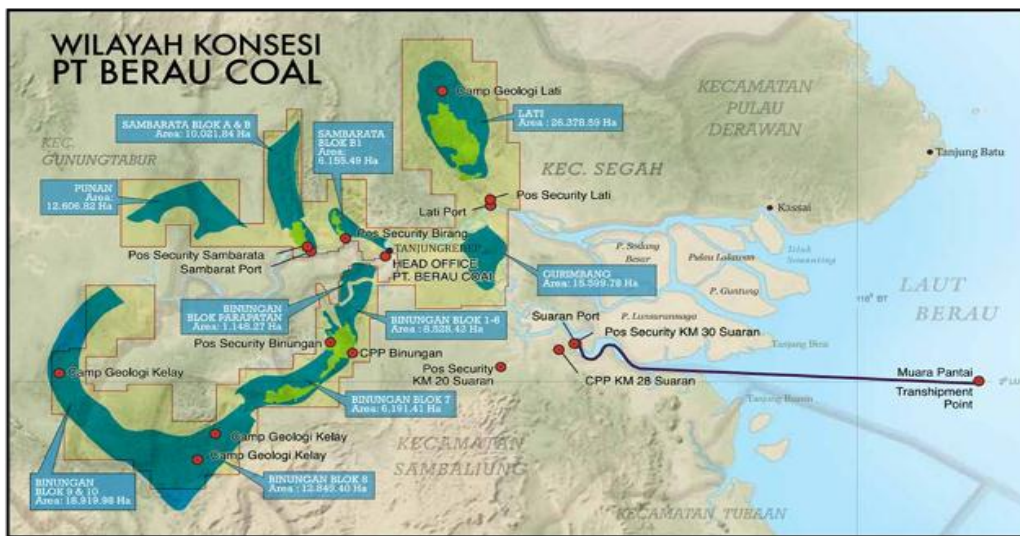 WILAYAH KONSESI
PT BERAU COAL
Camp Geologi Lati
KECAMATAN
PULAU
DERAWAN
SAMBARATA BLOK A & B
Area: 10,021.84 Ha
SAMBARATA
BLOK B1
Area:
6.155.49 Ha
LATI
Area : 26.378.59 Ha
KEC.
GUNUNGTABUR
Tanjung Batu
KEC. SEGAH
PUNAN
Area:
12.606.82 Ha
Pos Security Lati
Lati Port
Kassai
Pos Security Birang
Pos Security Sambarata
Sambarat Port
TANJUNGREDEB
HEAD OFFICE
PT. BERAU COAL
P. Sodang
Besar
Pulau Lalawan
Teluk
Semanting
GURIMBANG
Area : 15.599.78 Ha
P. Guntung
118° BT
LAUT
BERAU
BINUNGAN
BLOK PARAPATAN
Area: 1.146.27 Ha
BINUNGAN BLOK 1-6
Area : 8.528.42 Ha
Suaran Port
Pos Security KM 30 Suaran
Pos Security Binungan
CPP Binungan
CPP KM 28 Suaran
Pos Security
KM 20 Suaran
Camp Geologi Kelay
Muara Pantai
Transhipment
Point
BINUNGAN BLOK 7
Area: 6,191.41 Ha
Camp Geologi Kelay
KECAMATAN
SAMBALIUNG
Camp Geologi Kelay
BINUNGAN
BLOK 9 & 10
Area: 18,919.98 Ha
BINUNGAN BLOK 8
Area : 12.849.40 Ha
KECAMATAN TUBAAN